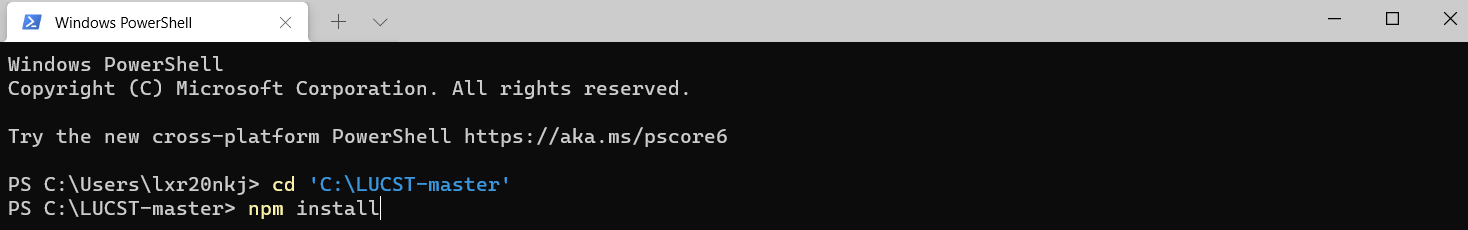 Windows PowerShell
Windows PowerShell
Copyright (C) Microsoft Corporation. All rights reserved.
Try the new cross-platform PowerShell https://aka.ms/pscore6
PS C:\Users\lxr20nkj> cd 'C:\LUCST-master'
PS C:\LUCST-master> npm install